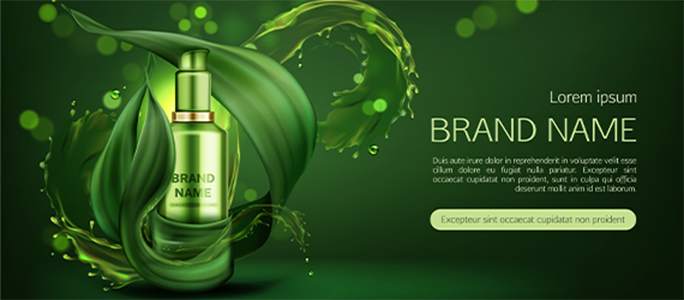 BRAND
NAME
Lorem ipsum
BRAND NAME
Duis aute irure dolor in reprehenderit in voluptate
velit esse cillum dolore eu fugiat nulla pariatur. Excepteur
sint occaecat cupidatat non proident, sunt in culpa qui officia
deserunt mollit anim id est laborum.
Excepteur sint occaecat cupidatat non proident